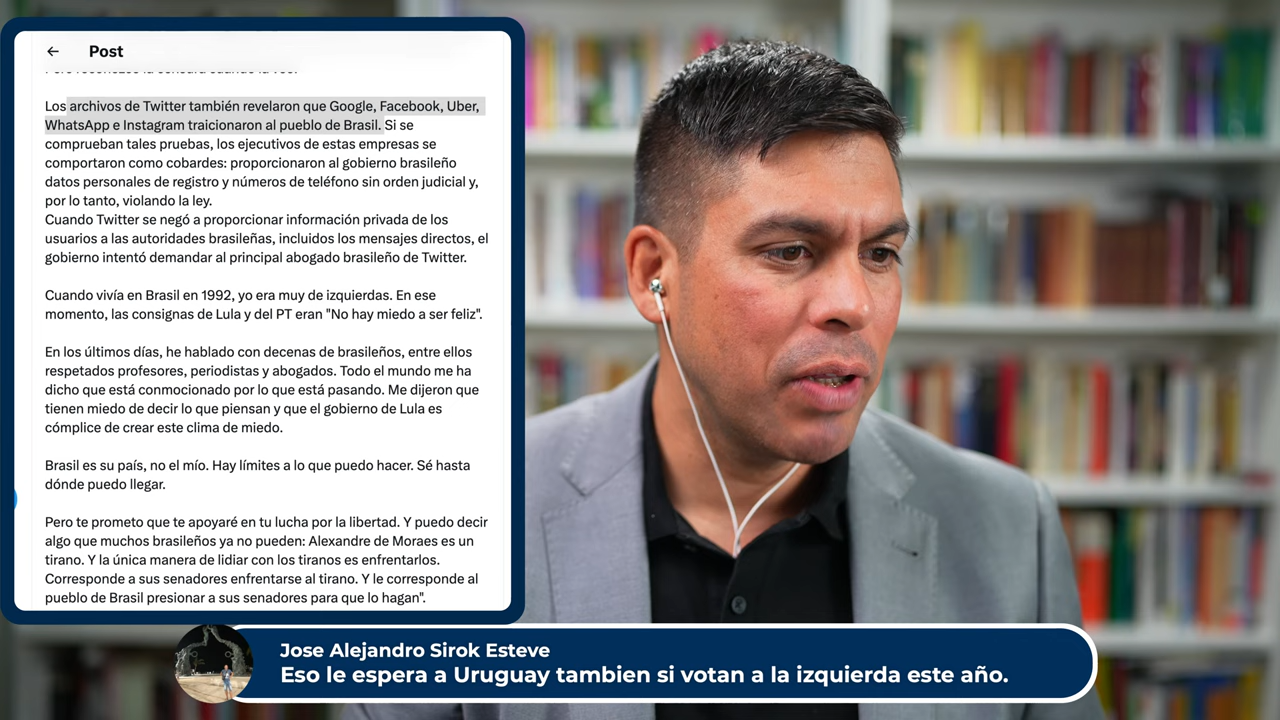 Post
Los archivos de Twitter también revelaron que Google, Facebook, Uber,
WhatsApp e Instagram traicionaron al pueblo de Brasil. Si se
comprueban tales pruebas, los ejecutivos de estas empresas se
comportaron como cobardes: proporcionaron al gobierno brasileño
datos personales de registro y números de teléfono sin orden judicial y,
por lo tanto, violando la ley.
Cuando Twitter se negó a proporcionar información privada de los
usuarios a las autoridades brasileñas, incluidos los mensajes directos, el
gobierno intentó demandar al principal abogado brasileño de Twitter.
Cuando vivía en Brasil en 1992, yo era muy de izquierdas. En ese
momento, las consignas de Lula y del PT eran "No hay miedo a ser feliz".
En los últimos días, he hablado con decenas de brasileños, entre ellos
respetados profesores, periodistas y abogados. Todo el mundo me ha
dicho que está conmocionado por lo que está pasando. Me dijeron que
tienen miedo de decir lo que piensan y que el gobierno de Lula es
cómplice de crear este clima de miedo.
Brasil es su país, no el mío. Hay límites a lo que puedo hacer. Sé hasta
dónde puedo llegar.
Pero te prometo que te apoyaré en tu lucha por la libertad. Y puedo decir
algo que muchos brasileños ya no pueden: Alexandre de Moraes es un
tirano. Y la única manera de lidiar con los tiranos es enfrentarlos.
Corresponde a sus senadores enfrentarse al tirano. Y le corresponde al
pueblo de Brasil presionar a sus senadores para que lo hagan".
Jose Alejandro Sirok Esteve
Eso le espera a Uruguay tambien si votan a la izquierda este año.